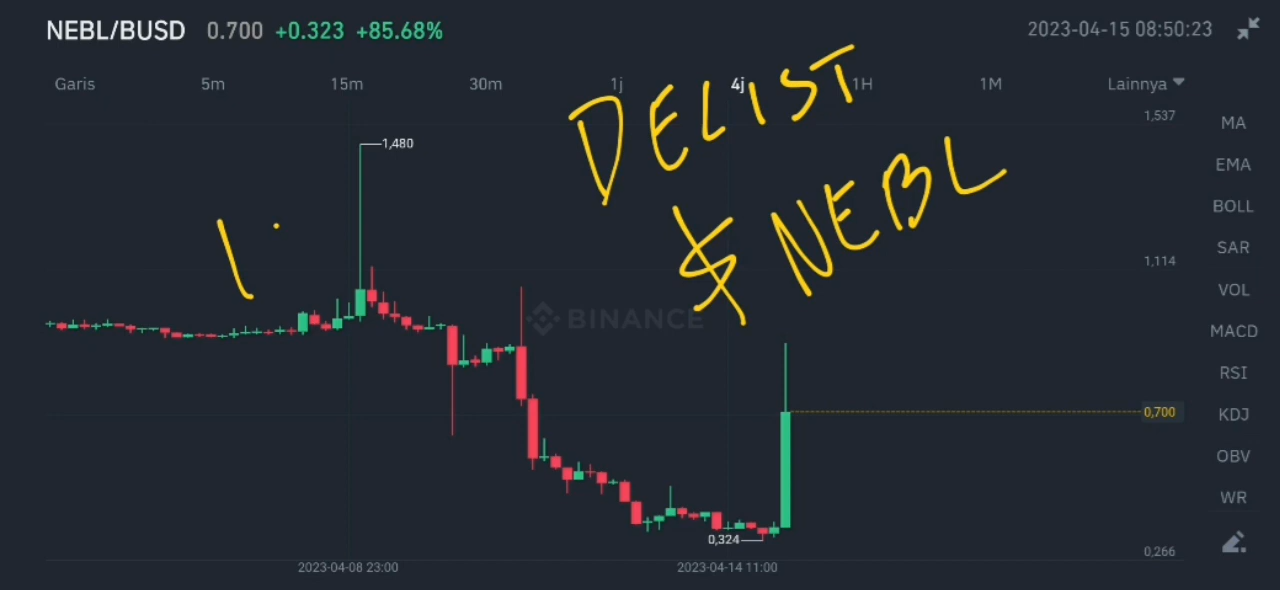 NEBL/BUSD 0.700 +0.323 +85.68% 2023-04-15 08:50:23
Garis 5m 15m 30m 1j 4j 1H 1M Lainnya
1,537
1,480
DELIST
$NEBL
1,114
BINANCE
0,700
0,324
0,266
2023-04-08 23:00 2023-04-14 11:00
MA
EMA
BOLL
SAR
VOL
MACD
RSI
KDJ
OBV
WR